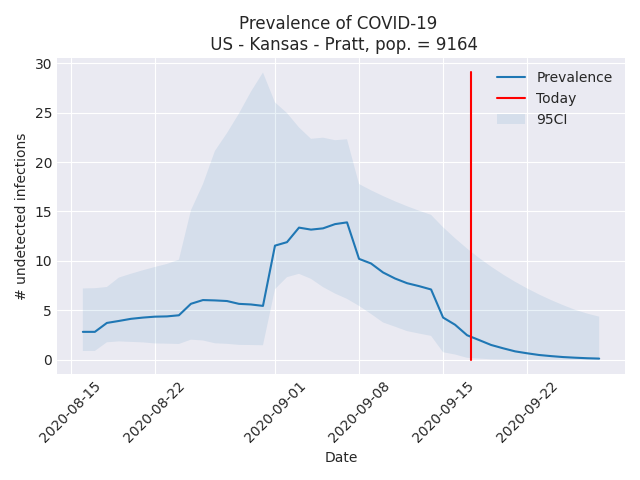 Prevalence of COVID-19
US - Kansas - Pratt, pop. = 9164
30
25
20
15
10
5
0
# undetected infections
Prevalence
Today
95CI
2020-08-15
2020-08-22
2020-09-01
2020-09-08
2020-09-15
2020-09-22
Date